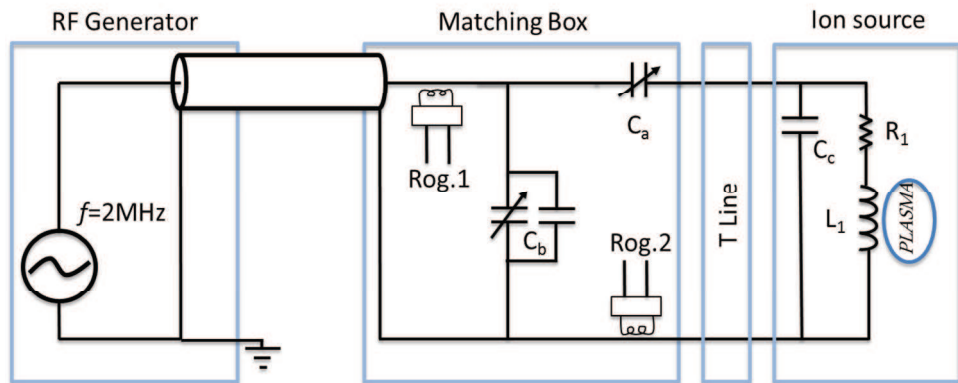 RF Generator
Matching Box
Ion source
Rog.1
C_a
C_c
R_1
f=2MHz
C_b
Rog.2
T Line
L_1
PLASMA